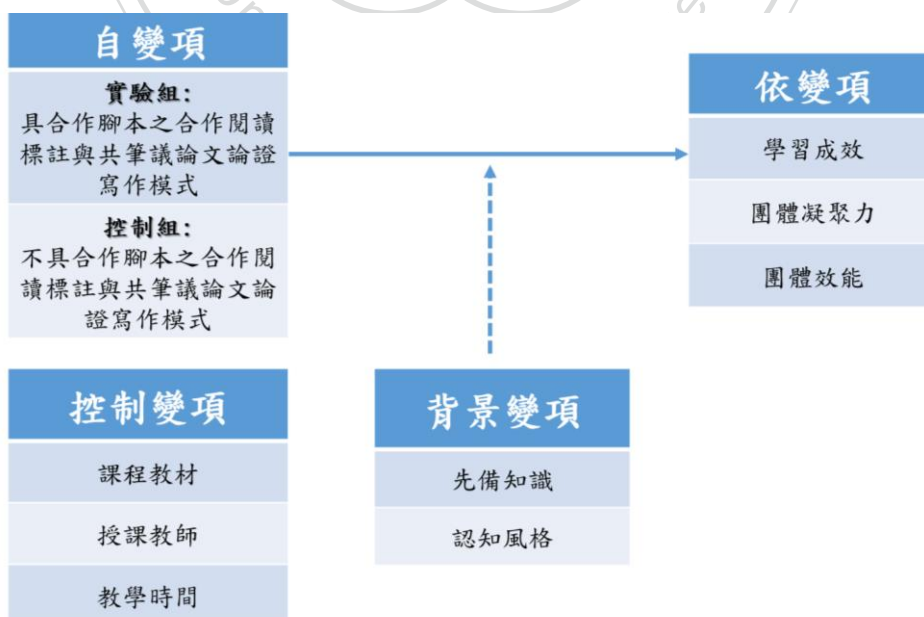 自變項
實驗組：
具合作腳本之合作閱讀
標註與共筆議論文論證
寫作模式
控制組：
不具合作腳本之合作閱
讀標註與共筆議論文論
證寫作模式
依變項
學習成效
團體凝聚力
團體效能
控制變項
課程教材
授課教師
教學時間
背景變項
先備知識
認知風格